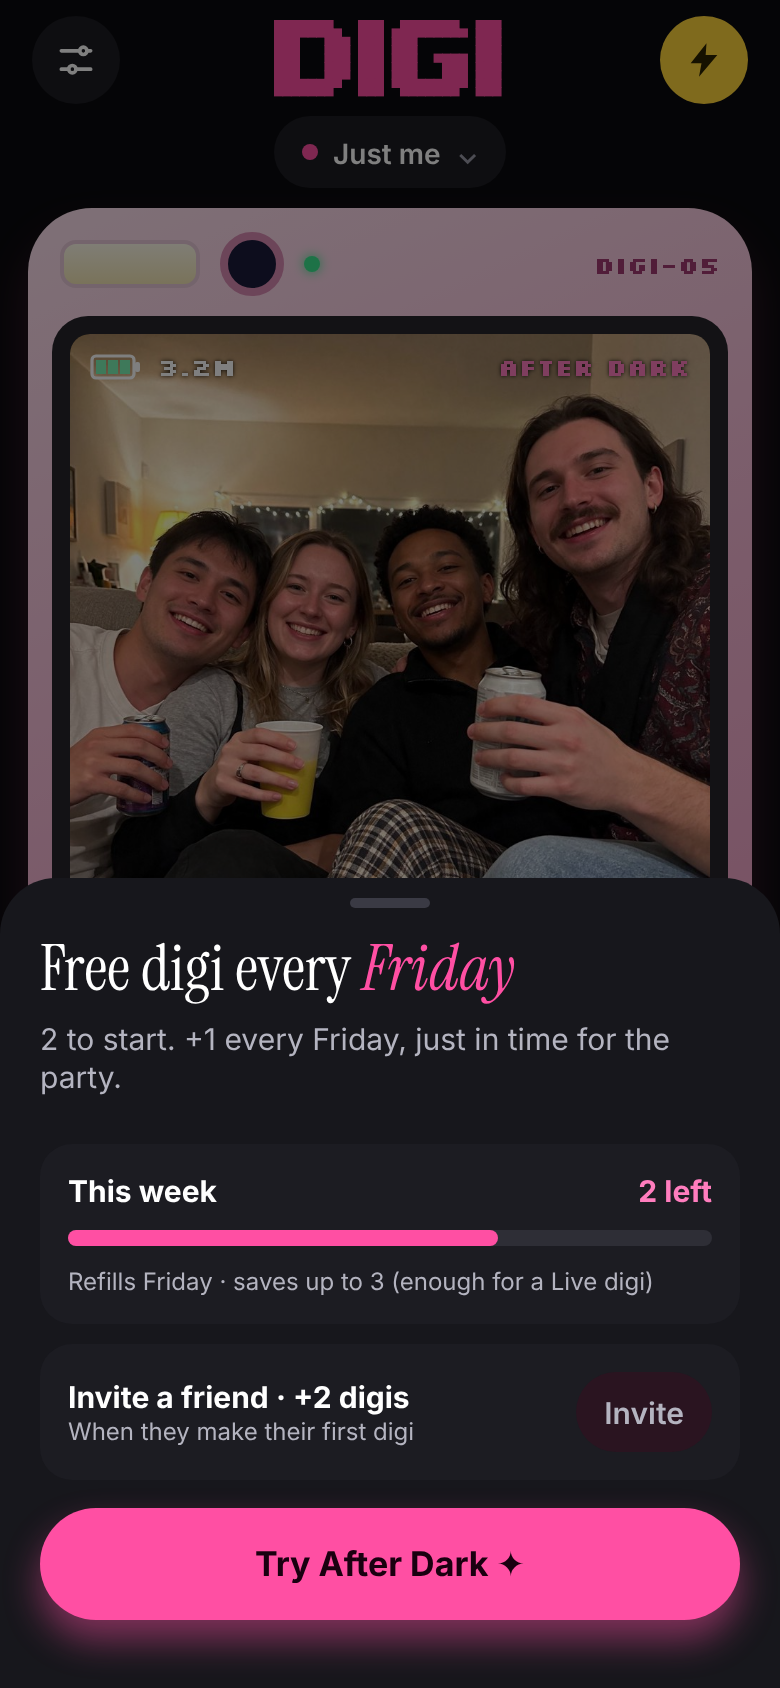 DIGI
Just me
DIGI-05
3.2M
AFTER DARK
Free digi every Friday
2 to start. +1 every Friday, just in time for the
party.
This week
2 left
Refills Friday · saves up to 3 (enough for a Live digi)
Invite a friend · +2 digis
When they make their first digi
Invite
Try After Dark ✦